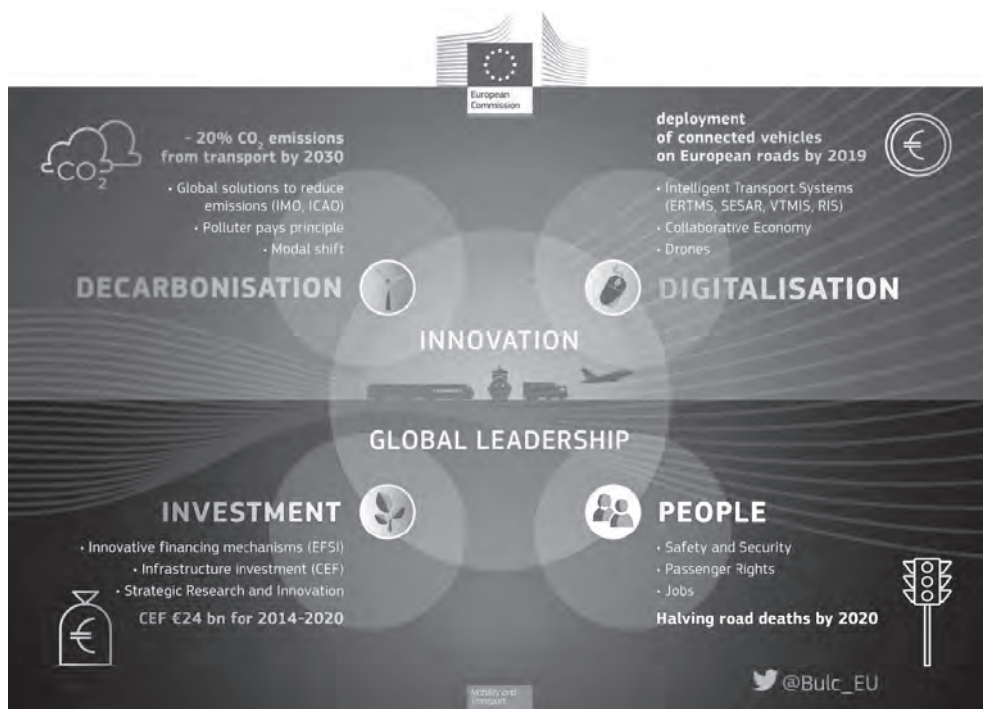 European
Commission
- 20% CO₂ emissions
from transport by 2030
• Global solutions to reduce
emissions (IMO, ICAO)
• Polluter pays principle
• Modal shift
DECARBONISATION
CO₂
deployment
of connected vehicles
on European roads by 2019
• Intelligent Transport Systems
(ERTMS, SESAR, VTMIS, RIS)
• Collaborative Economy
• Drones
DIGITALISATION
€
INNOVATION
GLOBAL LEADERSHIP
INVESTMENT
• Innovative financing mechanisms (EFSI)
• Infrastructure investment (CEF)
• Strategic Research and Innovation
CEF €24 bn for 2014-2020
€
PEOPLE
• Safety and Security
• Passenger Rights
• Jobs
Halving road deaths by 2020
@Bulc_EU
Mobility and
Transport